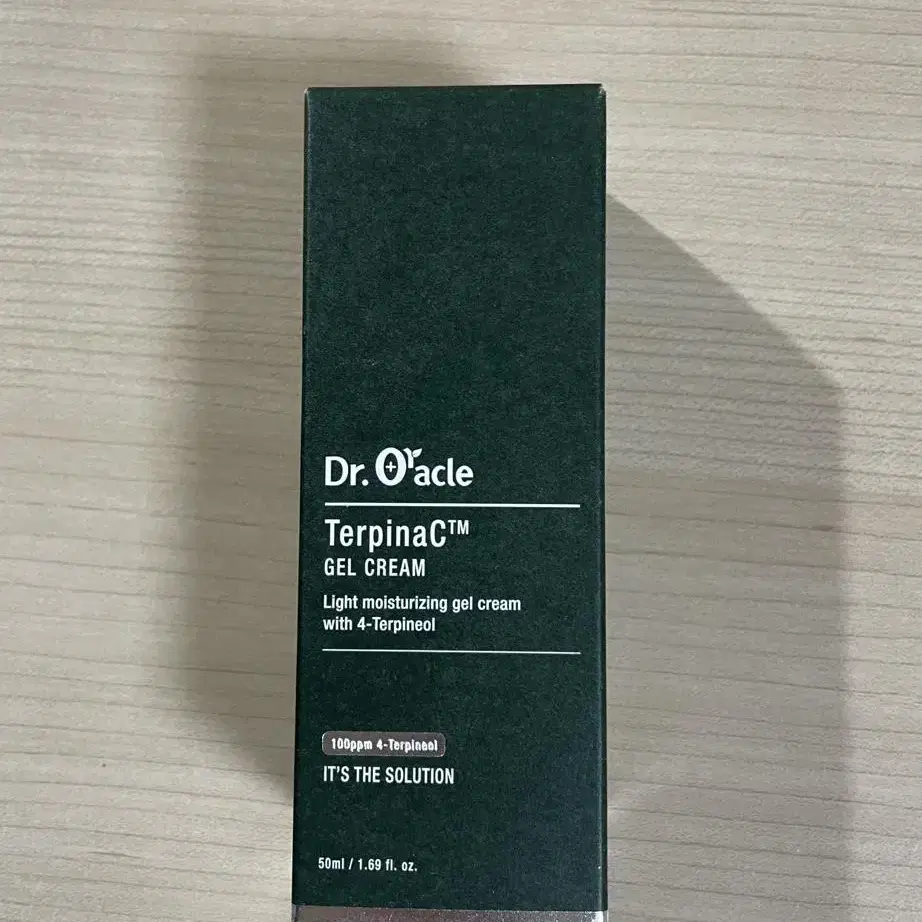 Dr. Oracle
TerpinaC™
GEL CREAM
Light moisturizing gel cream
with 4-Terpineol
100ppm 4-Terpineol
IT'S THE SOLUTION
50ml / 1.69 fl. oz.